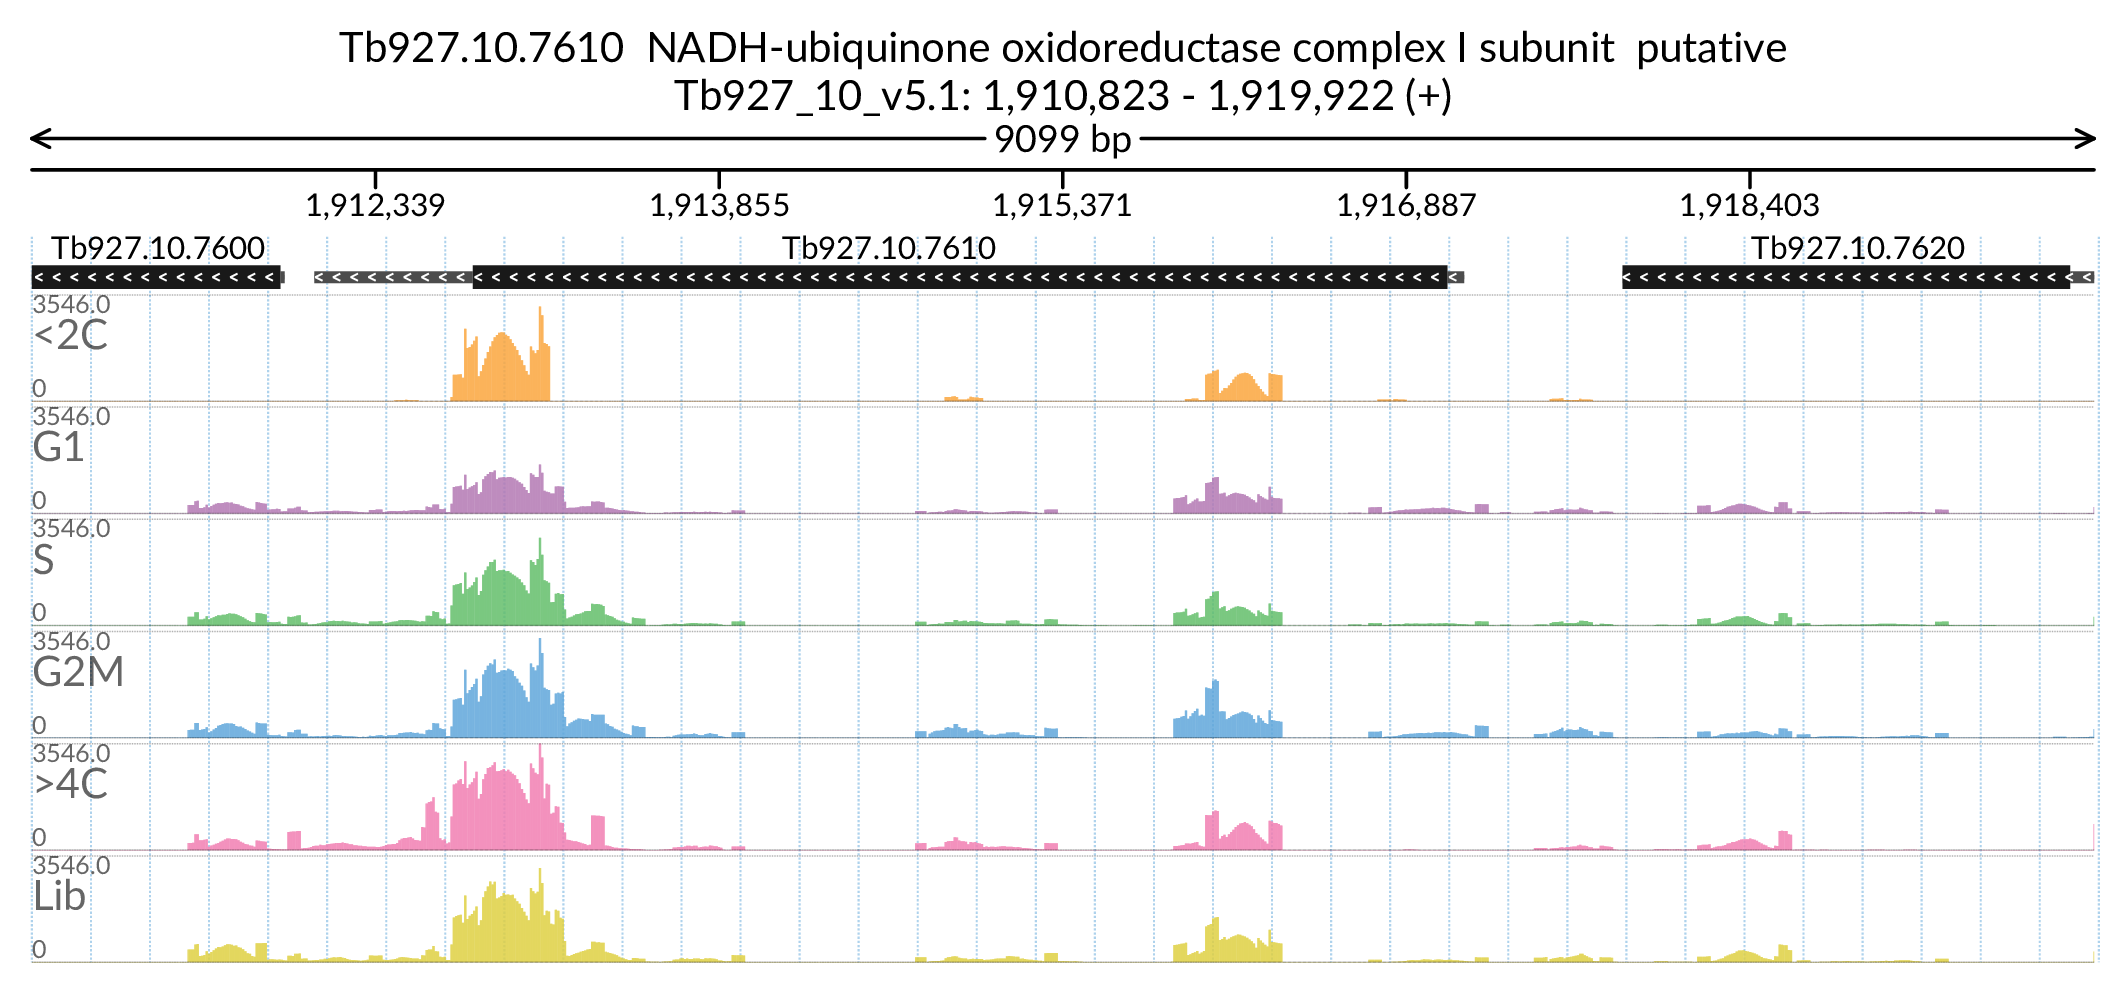 Tb927.10.7610  NADH-ubiquinone oxidoreductase complex I subunit  putative
Tb927_10_v5.1: 1,910,823 - 1,919,922 (+)
9099 bp
1,912,339 1,913,855 1,915,371 1,916,887 1,918,403
Tb927.10.7600 Tb927.10.7610 Tb927.10.7620
3546.0
<2C
0
3546.0
G1
0
3546.0
S
0
3546.0
G2M
0
3546.0
>4C
0
3546.0
Lib
0